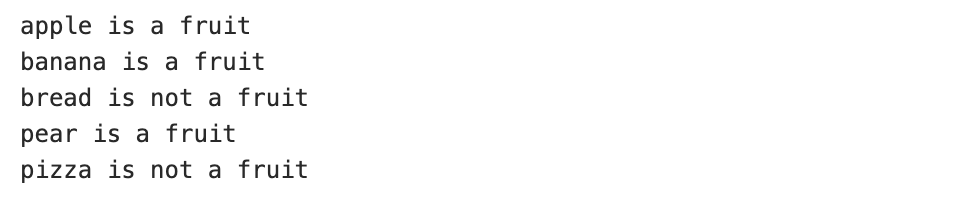 apple is a fruit
banana is a fruit
bread is not a fruit
pear is a fruit
pizza is not a fruit